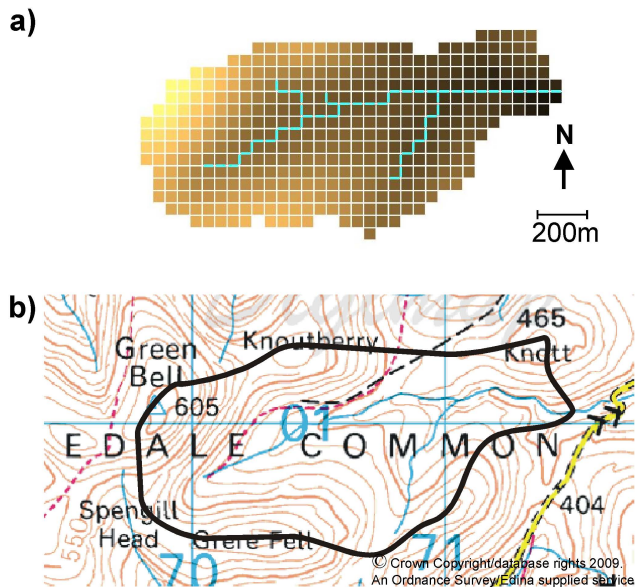 a)
N
200m
b)
465
Knoutberry
Knott
Green
Bell
605
01
E D A L E C O M M O N
404
Spengill
Head
Grere Fell
550
70
71
© Crown Copyright/database rights 2009.
An Ordnance Survey/Edina supplied service